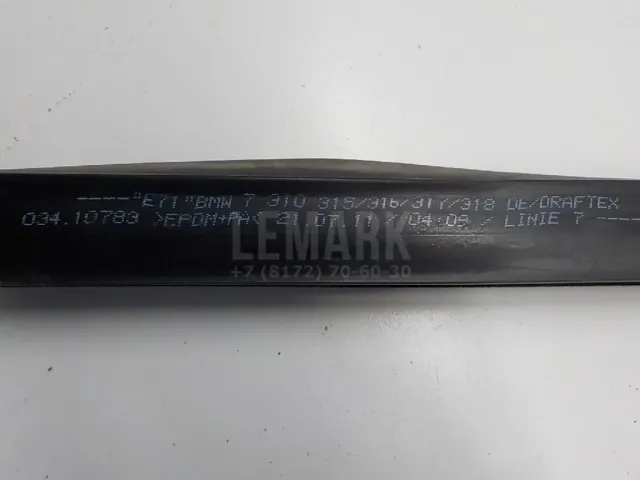 ----"E71"BMW 7 310 315/316/317/318 DE/DRAFTEX
034.10783 >EPDM+PA< 21.07.11 / 04:08 / LINIE 7 ----
LEMARK
+7 (8172) 70-60-30